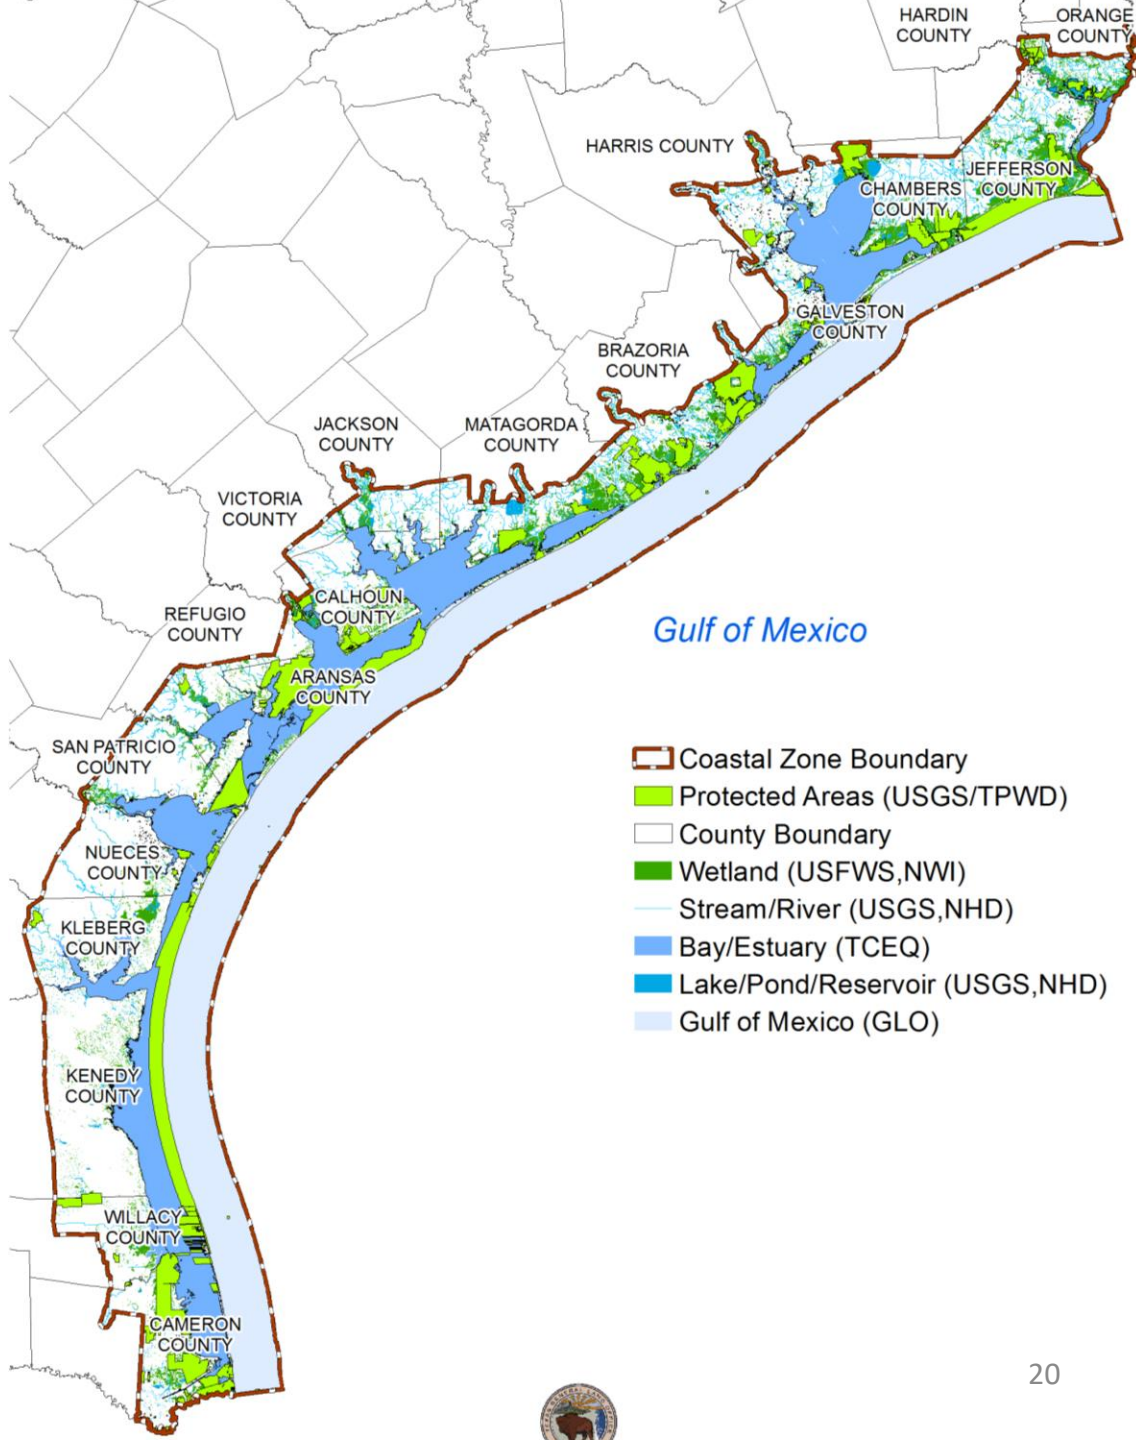 HARDIN
COUNTY
ORANGE
COUNTY
HARRIS COUNTY
JEFFERSON
COUNTY
CHAMBERS
COUNTY
GALVESTON
COUNTY
BRAZORIA
COUNTY
JACKSON
COUNTY
MATAGORDA
COUNTY
VICTORIA
COUNTY
CALHOUN
COUNTY
REFUGIO
COUNTY
Gulf of Mexico
ARANSAS
COUNTY
SAN PATRICIO
COUNTY
Coastal Zone Boundary
Protected Areas (USGS/TPWD)
County Boundary
Wetland (USFWS,NWI)
Stream/River (USGS,NHD)
Bay/Estuary (TCEQ)
Lake/Pond/Reservoir (USGS,NHD)
Gulf of Mexico (GLO)
NUECES
COUNTY
KLEBERG
COUNTY
KENEDY
COUNTY
WILLACY
COUNTY
CAMERON
COUNTY
20